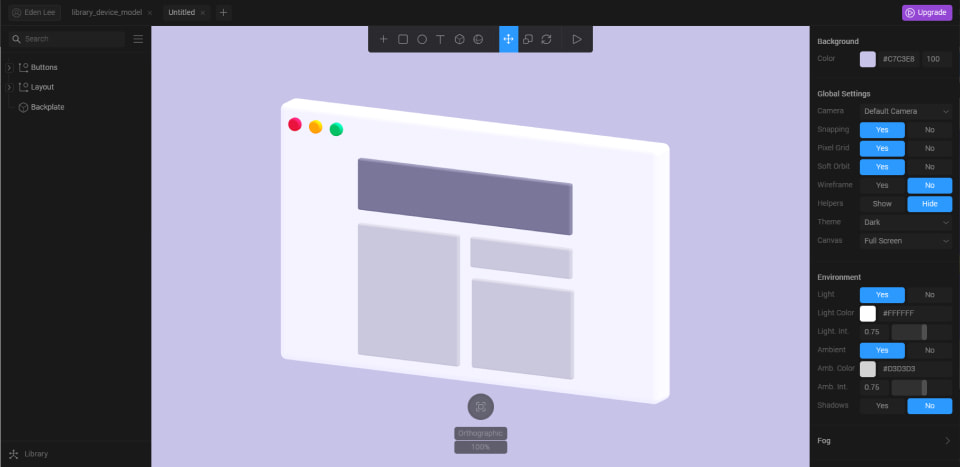 Eden Lee
library_device_model
Untitled
Upgrade
Search
Buttons
Layout
Backplate
Library
Orthographic
100%
Background
Color #C7C3E8 100
Global Settings
Camera Default Camera
Snapping Yes No
Pixel Grid Yes No
Soft Orbit Yes No
Wireframe Yes No
Helpers Show Hide
Theme Dark
Canvas Full Screen
Environment
Light Yes No
Light Color #FFFFFF
Light. Int. 0.75
Ambient Yes No
Amb. Color #D3D3D3
Amb. Int. 0.75
Shadows Yes No
Fog